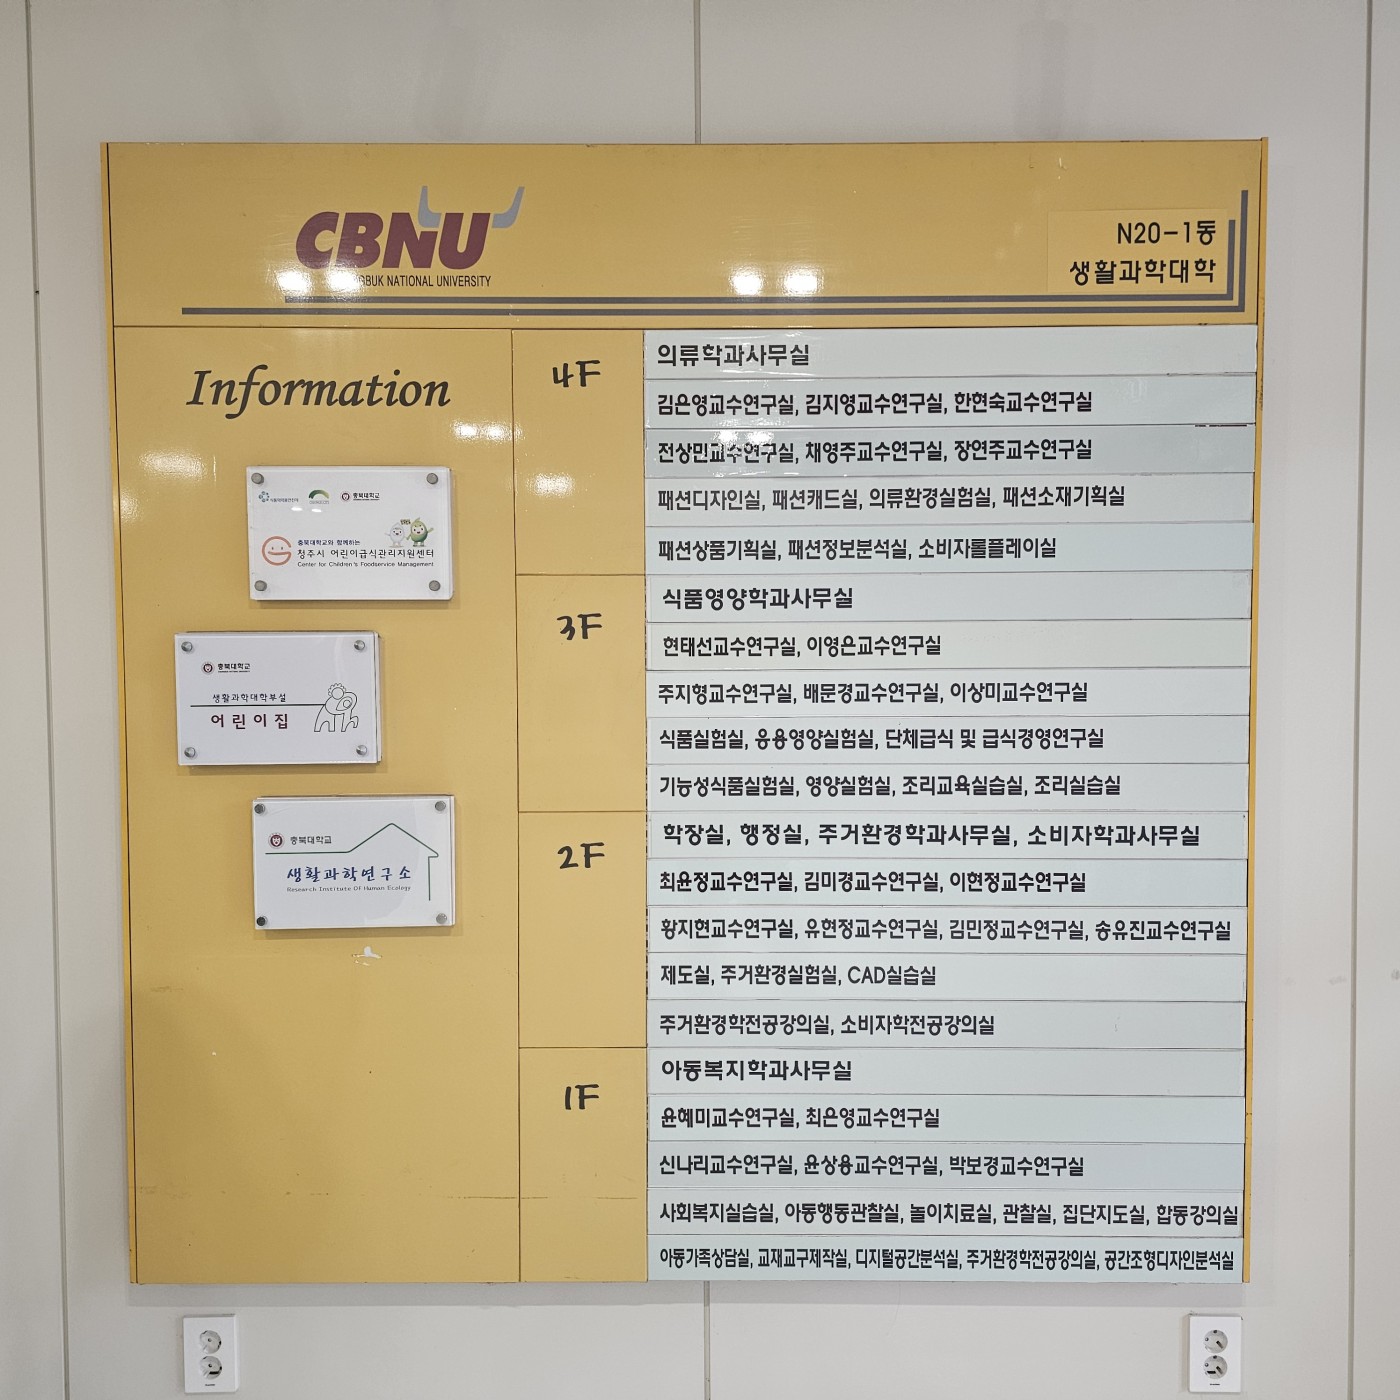 CBNU
BUK NATIONAL UNIVERSITY
N20-1동
생활과학대학
Information
충북대학교
충북대학교와 함께하는
청주시 어린이급식관리지원센터
Center for Children's Foodservice Management
충북대학교
생활과학대학부설
어린이집
충북대학교
생활과학연구소
Research Institute Of Human Ecology
4F
의류학과사무실
김은영교수연구실, 김지영교수연구실, 한현숙교수연구실
전상민교수연구실, 채영주교수연구실, 장연주교수연구실
패션디자인실, 패션캐드실, 의류환경실험실, 패션소재기획실
패션상품기획실, 패션정보분석실, 소비자롤플레이실
3F
식품영양학과사무실
현태선교수연구실, 이영은교수연구실
주지형교수연구실, 배문경교수연구실, 이상미교수연구실
식품실험실, 응용영양실험실, 단체급식 및 급식경영연구실
기능성식품실험실, 영양실험실, 조리교육실습실, 조리실습실
2F
학장실, 행정실, 주거환경학과사무실, 소비자학과사무실
최윤정교수연구실, 김미경교수연구실, 이현정교수연구실
황지현교수연구실, 유현정교수연구실, 김민정교수연구실, 송유진교수연구실
제도실, 주거환경실험실, CAD실습실
주거환경학전공강의실, 소비자학전공강의실
1F
아동복지학과사무실
윤혜미교수연구실, 최은영교수연구실
신나리교수연구실, 윤상용교수연구실, 박보경교수연구실
사회복지실습실, 아동행동관찰실, 놀이치료실, 관찰실, 집단지도실, 합동강의실
아동가족상담실, 교재교구제작실, 디지털공간분석실, 주거환경학전공강의실, 공간조형디자인분석실